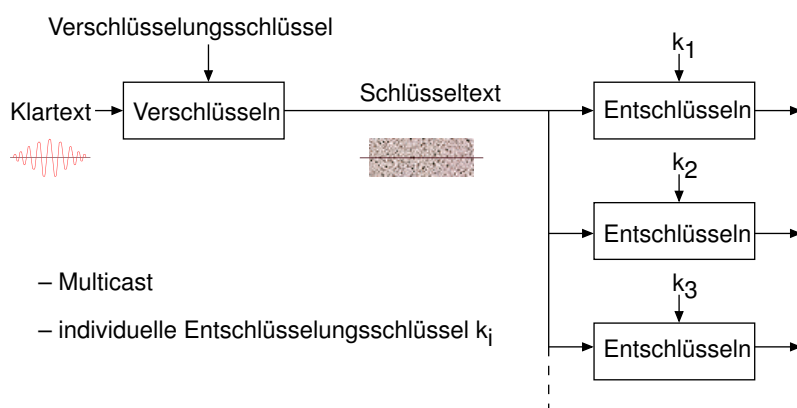 Verschlüsselungsschlüssel
k1
Klartext
Verschlüsseln
Schlüsseltext
Entschlüsseln
k2
Entschlüsseln
– Multicast
k3
– individuelle Entschlüsselungsschlüssel ki
Entschlüsseln